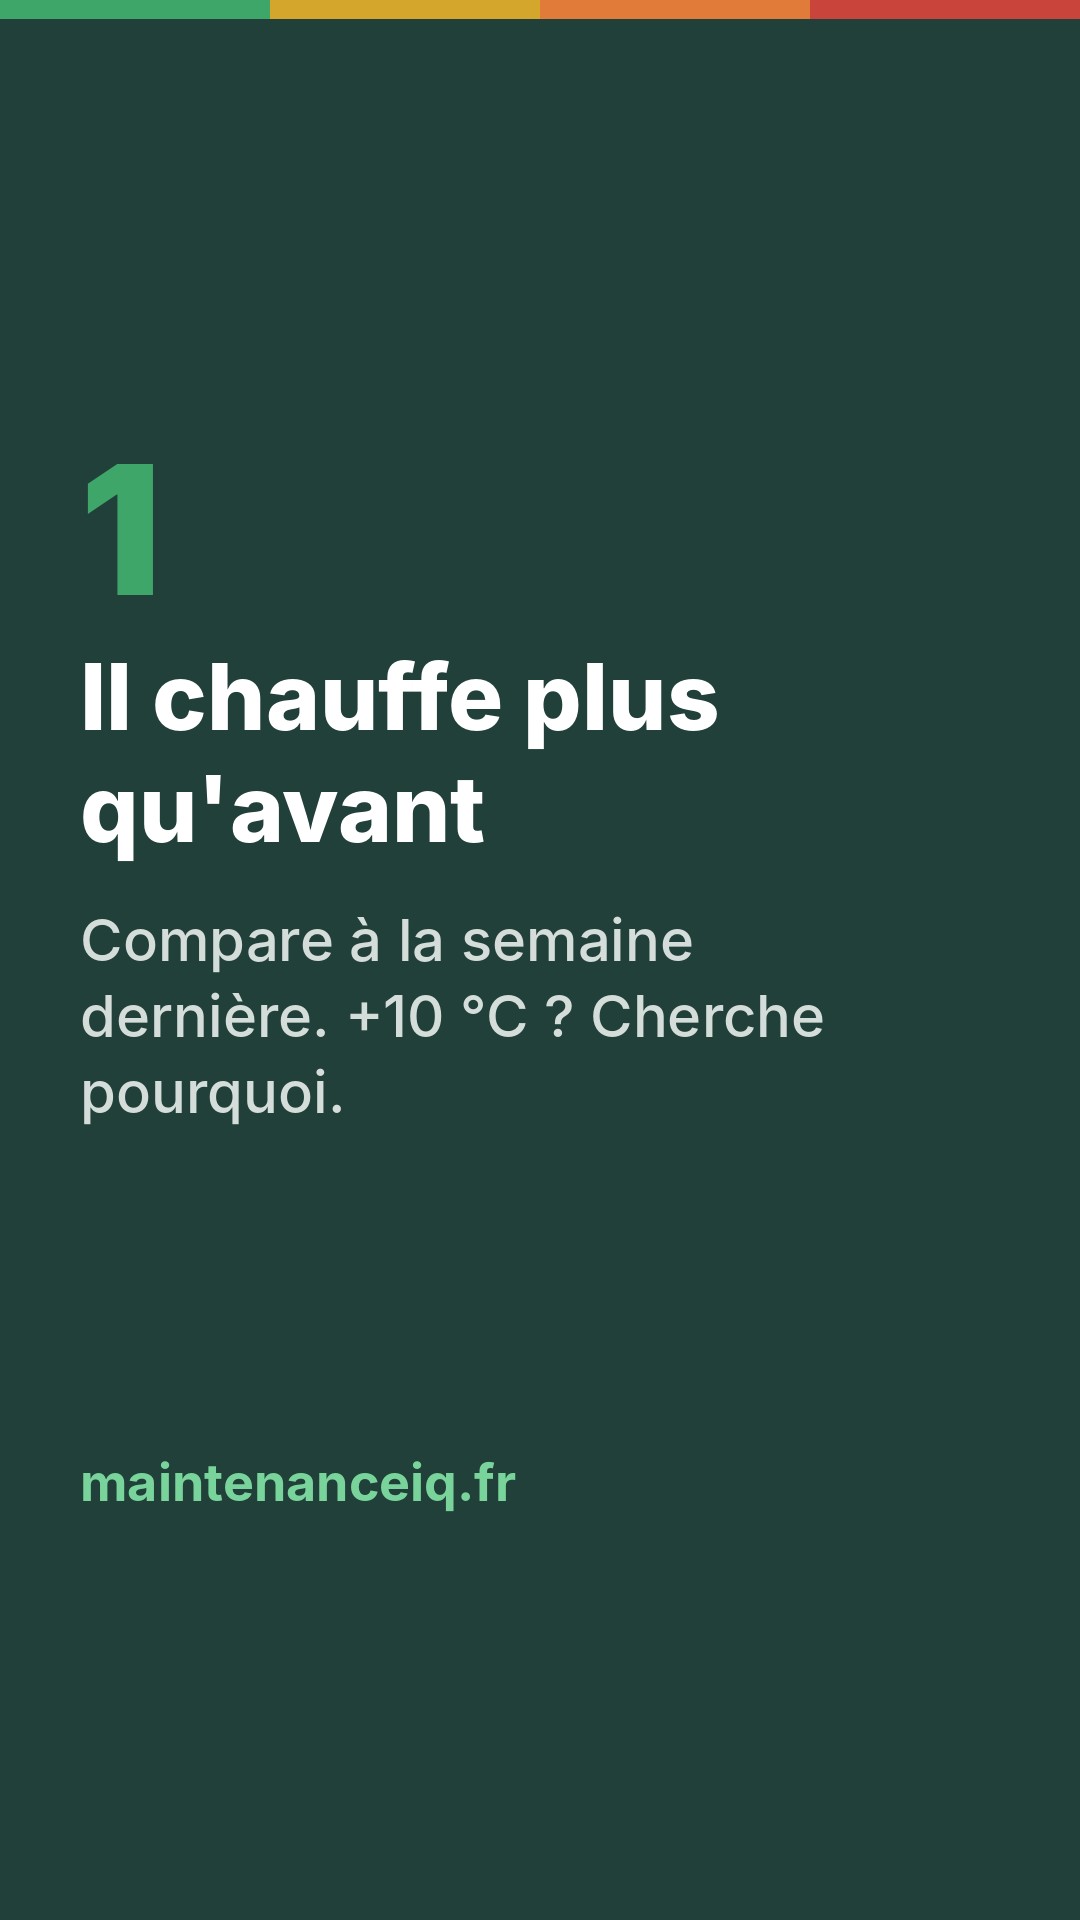 1
Il chauffe plus
qu'avant
Compare à la semaine
dernière. +10 °C ? Cherche
pourquoi.
maintenanceiq.fr